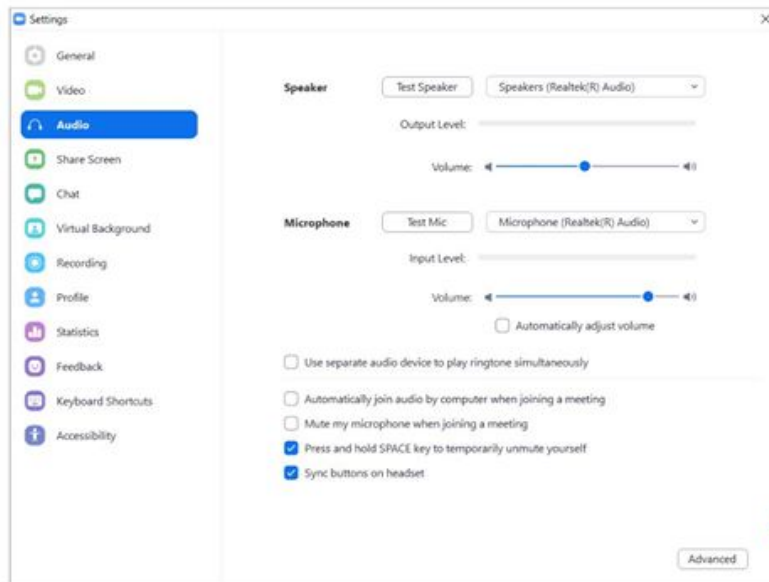 Settings
General
Video
Audio
Share Screen
Chat
Virtual Background
Recording
Profile
Statistics
Feedback
Keyboard Shortcuts
Accessibility
Speaker Test Speaker Speakers (Realtek(R) Audio)
Output Level:
Volume:
Microphone Test Mic Microphone (Realtek(R) Audio)
Input Level:
Volume:
Automatically adjust volume
Use separate audio device to play ringtone simultaneously
Automatically join audio by computer when joining a meeting
Mute my microphone when joining a meeting
Press and hold SPACE key to temporarily unmute yourself
Sync buttons on headset
Advanced